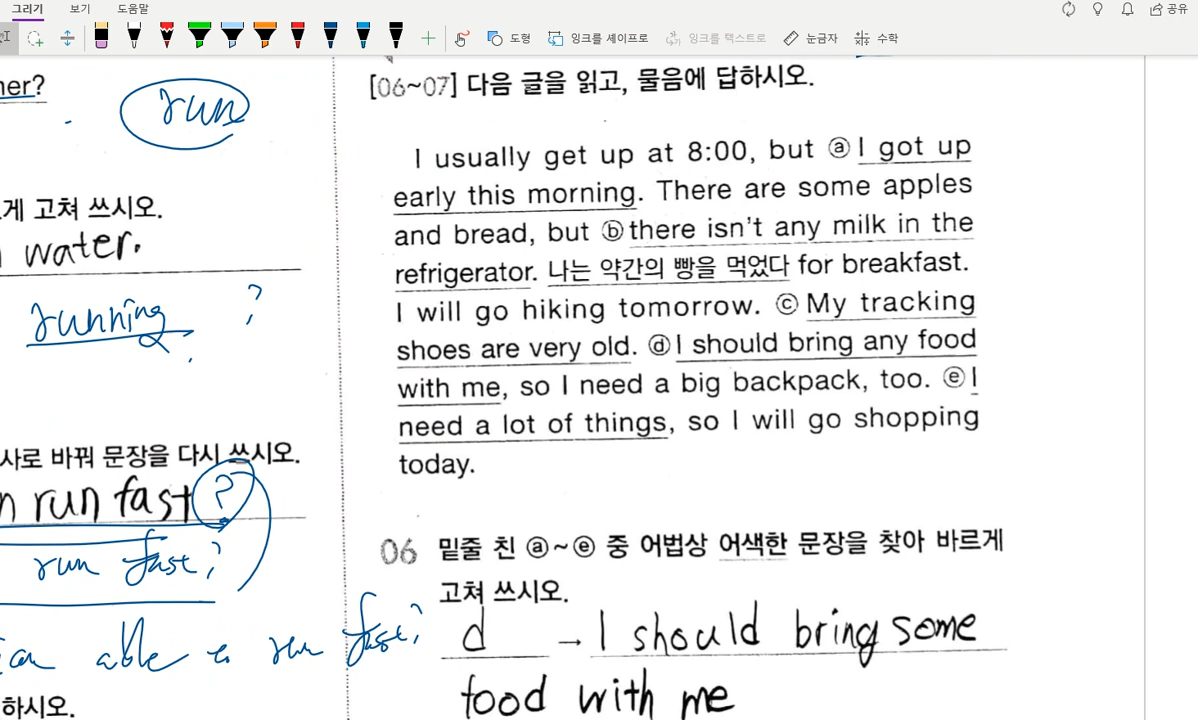 그리기 보기 도움말 공유
도형 잉크를 셰이프로 잉크를 텍스트로 눈금자 수학
her?
run
게 고쳐 쓰시오.
water.
running ?
사로 바꿔 문장을 다시 쓰시오.
n run fast?
run fast?
can able to run fast?
하시오.
[06~07] 다음 글을 읽고, 물음에 답하시오.
I usually get up at 8:00, but ⓐ I got up
early this morning. There are some apples
and bread, but ⓑ there isn't any milk in the
refrigerator. 나는 약간의 빵을 먹었다 for breakfast.
I will go hiking tomorrow. ⓒ My tracking
shoes are very old. ⓓ I should bring any food
with me, so I need a big backpack, too. ⓔ I
need a lot of things, so I will go shopping
today.
06 밑줄 친 ⓐ~ⓔ 중 어법상 어색한 문장을 찾아 바르게
고쳐 쓰시오.
d → I should bring some
food with me